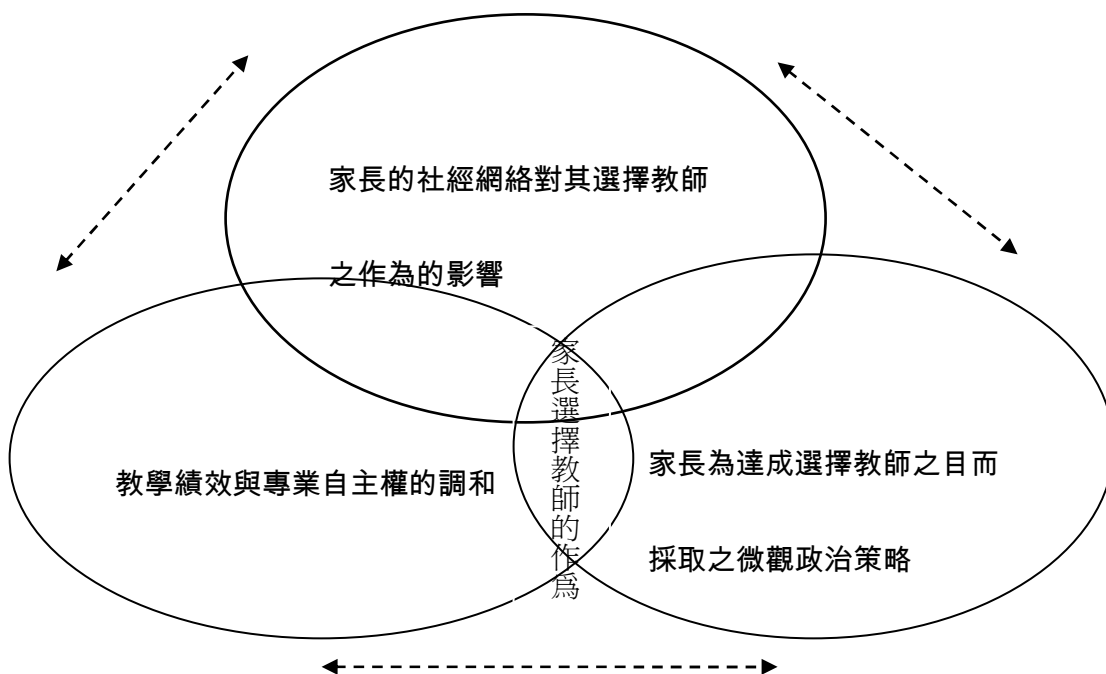 家長的社經網絡對其選擇教師
之作為的影響
教學績效與專業自主權的調和
家長選擇教師的作爲
家長為達成選擇教師之目而
採取之微觀政治策略